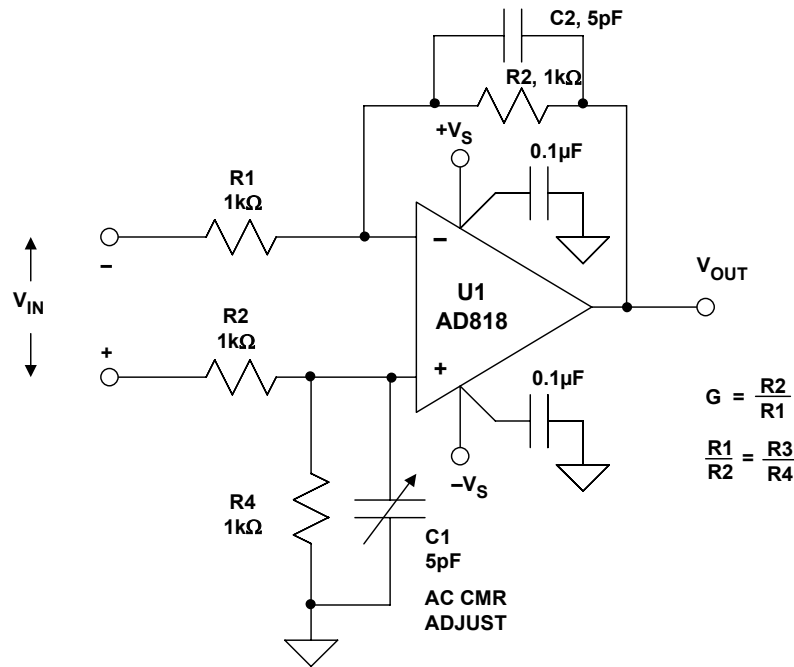 C2, 5pF
R2, 1kΩ
+VS
0.1µF
R1
1kΩ
–
–
VIN
U1
AD818
VOUT
R2
1kΩ
+
+
0.1µF
G = R2
R1
R1 = R3
R2 R4
–VS
R4
1kΩ
C1
5pF
AC CMR
ADJUST